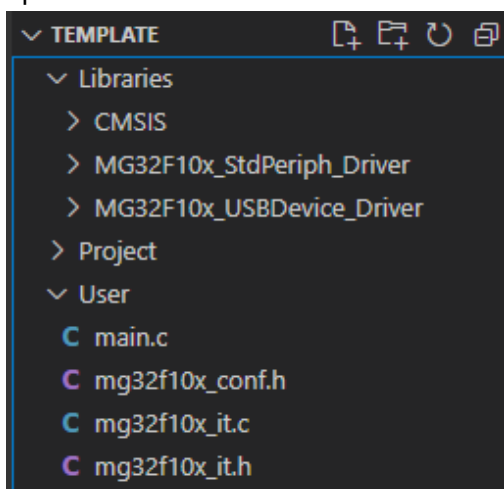 TEMPLATE
Libraries
CMSIS
MG32F10x_StdPeriph_Driver
MG32F10x_USBDevice_Driver
Project
User
C main.c
C mg32f10x_conf.h
C mg32f10x_it.c
C mg32f10x_it.h